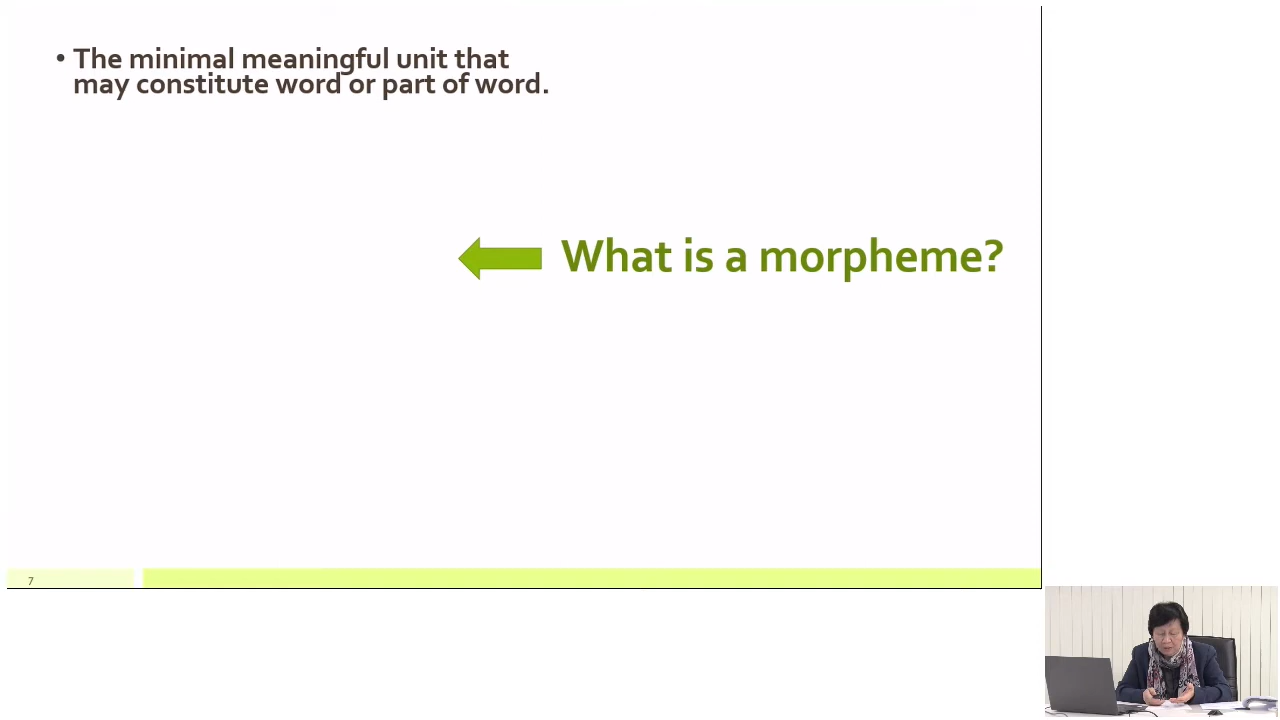 • The minimal meaningful unit that
may constitute word or part of word.
What is a morpheme?
7